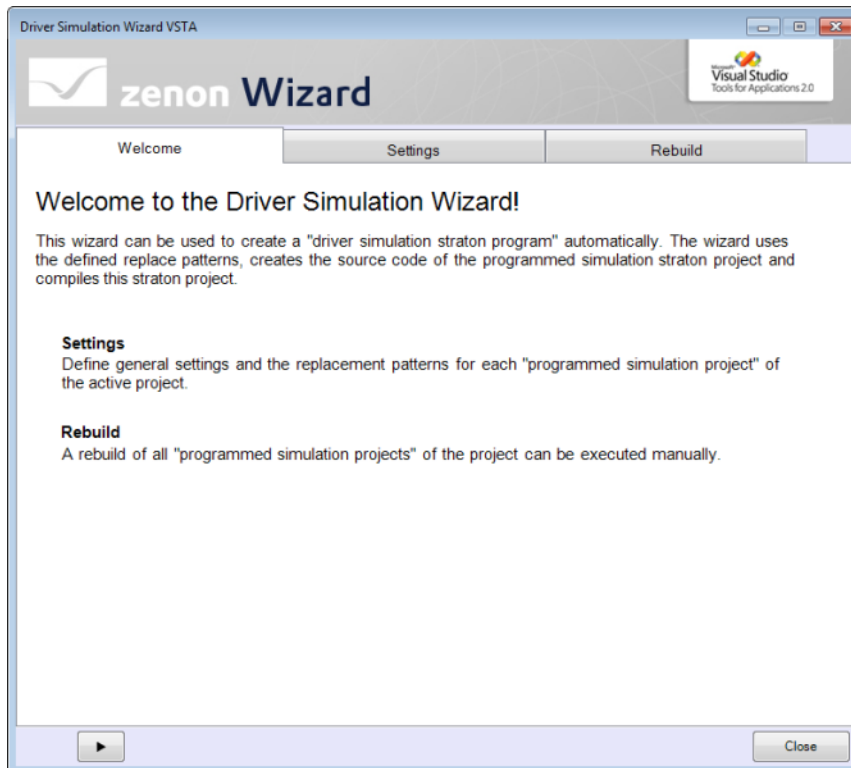 Driver Simulation Wizard VSTA
zenon Wizard
Microsoft
Visual Studio
Tools for Applications 2.0
Welcome
Settings
Rebuild
Welcome to the Driver Simulation Wizard!
This wizard can be used to create a "driver simulation straton program" automatically. The wizard uses
the defined replace patterns, creates the source code of the programmed simulation straton project and
compiles this straton project.
Settings
Define general settings and the replacement patterns for each "programmed simulation project" of
the active project.
Rebuild
A rebuild of all "programmed simulation projects" of the project can be executed manually.
Close